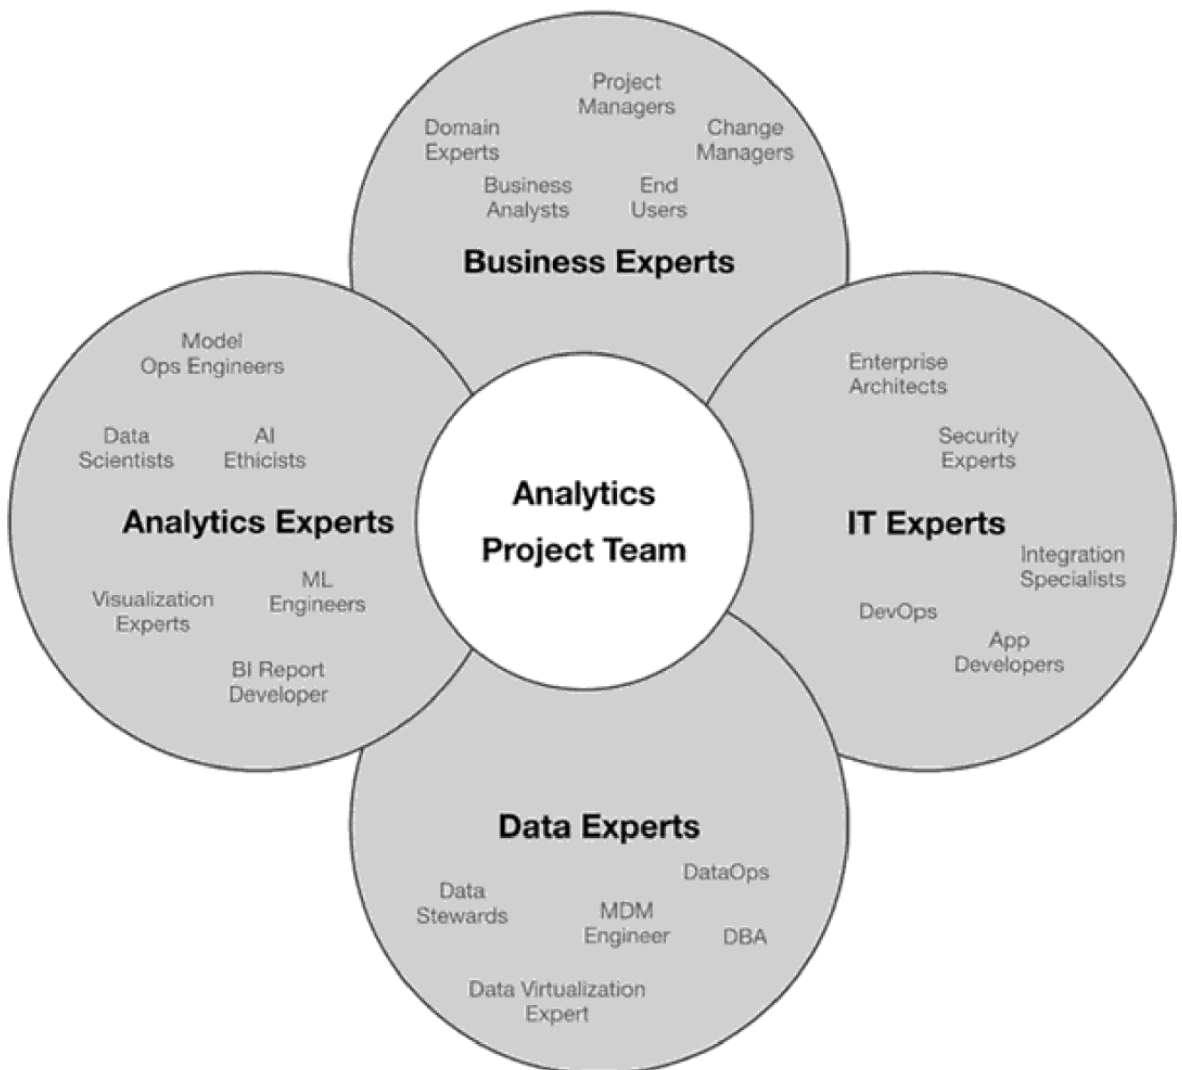 Project
Managers
Domain
Experts
Change
Managers
Business
Analysts
End
Users
Business Experts
Model
Ops Engineers
Data
Scientists
AI
Ethicists
Analytics Experts
Visualization
Experts
ML
Engineers
BI Report
Developer
Analytics
Project Team
Enterprise
Architects
Security
Experts
IT Experts
Integration
Specialists
DevOps
App
Developers
Data Experts
DataOps
Data
Stewards
MDM
Engineer
DBA
Data Virtualization
Expert